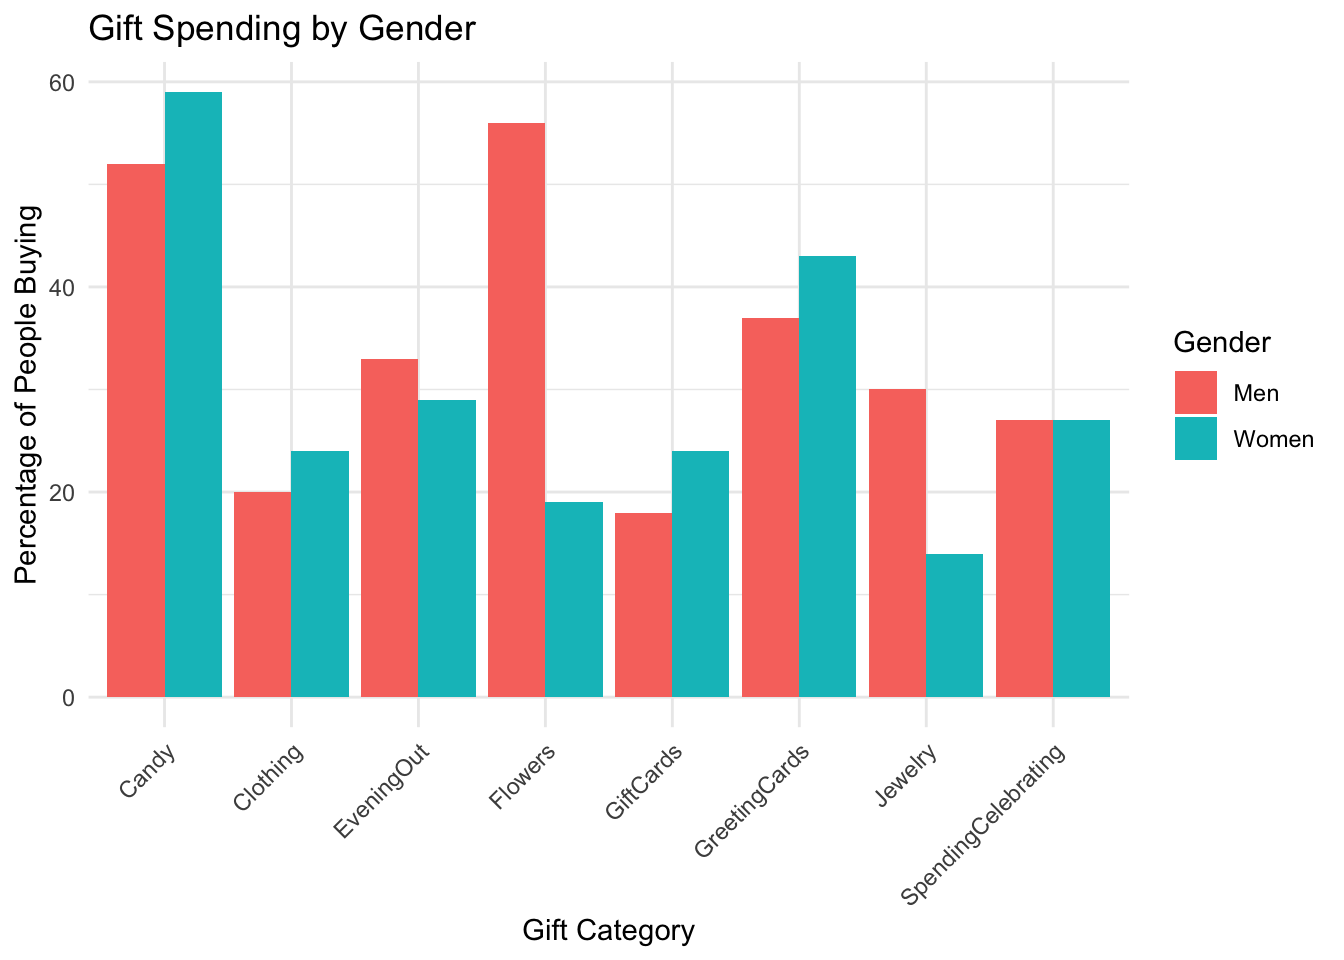 Gift Spending by Gender
Percentage of People Buying
60
40
20
0
Candy
Clothing
EveningOut
Flowers
GiftCards
GreetingCards
Jewelry
SpendingCelebrating
Gift Category
Gender
Men
Women